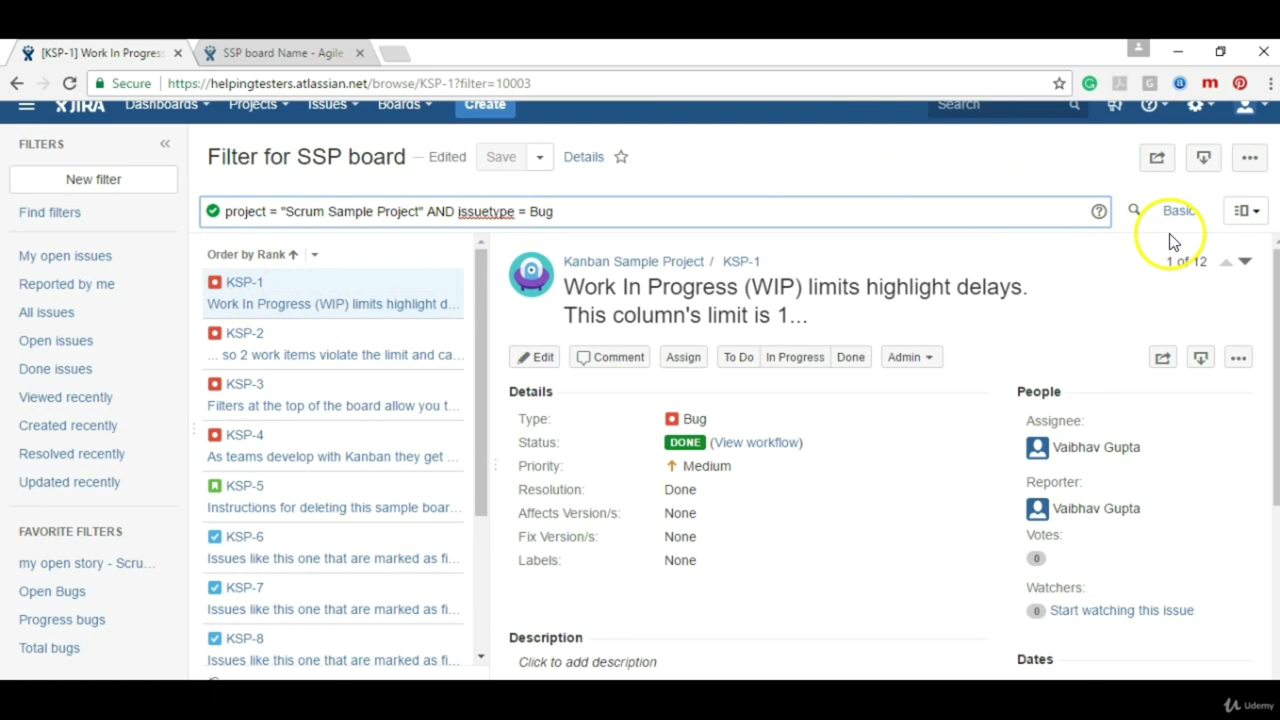 [KSP-1] Work In Progres
SSP board Name - Agile
Secure
https://helpingtesters.atlassian.net/browse/KSP-1?filter=10003
JIRA
Dashboards
Projects
Issues
Boards
Create
Search
FILTERS
New filter
Find filters
My open issues
Reported by me
All issues
Open issues
Done issues
Viewed recently
Created recently
Resolved recently
Updated recently
FAVORITE FILTERS
my open story - Scru...
Open Bugs
Progress bugs
Total bugs
Filter for SSP board
Edited
Save
Details
project = "Scrum Sample Project" AND issuetype = Bug
Basic
Order by Rank
KSP-1
Work In Progress (WIP) limits highlight d...
KSP-2
... so 2 work items violate the limit and ca...
KSP-3
Filters at the top of the board allow you t...
KSP-4
As teams develop with Kanban they get ...
KSP-5
Instructions for deleting this sample boar...
KSP-6
Issues like this one that are marked as fi...
KSP-7
Issues like this one that are marked as fi...
KSP-8
Issues like this one that are marked as fi...
1 of 12
Kanban Sample Project / KSP-1
Work In Progress (WIP) limits highlight delays.
This column's limit is 1...
Edit
Comment
Assign
To Do
In Progress
Done
Admin
Details
Type: Bug
Status: DONE (View workflow)
Priority: Medium
Resolution: Done
Affects Version/s: None
Fix Version/s: None
Labels: None
Description
Click to add description
People
Assignee:
Vaibhav Gupta
Reporter:
Vaibhav Gupta
Votes:
0
Watchers:
0 Start watching this issue
Dates
Udemy